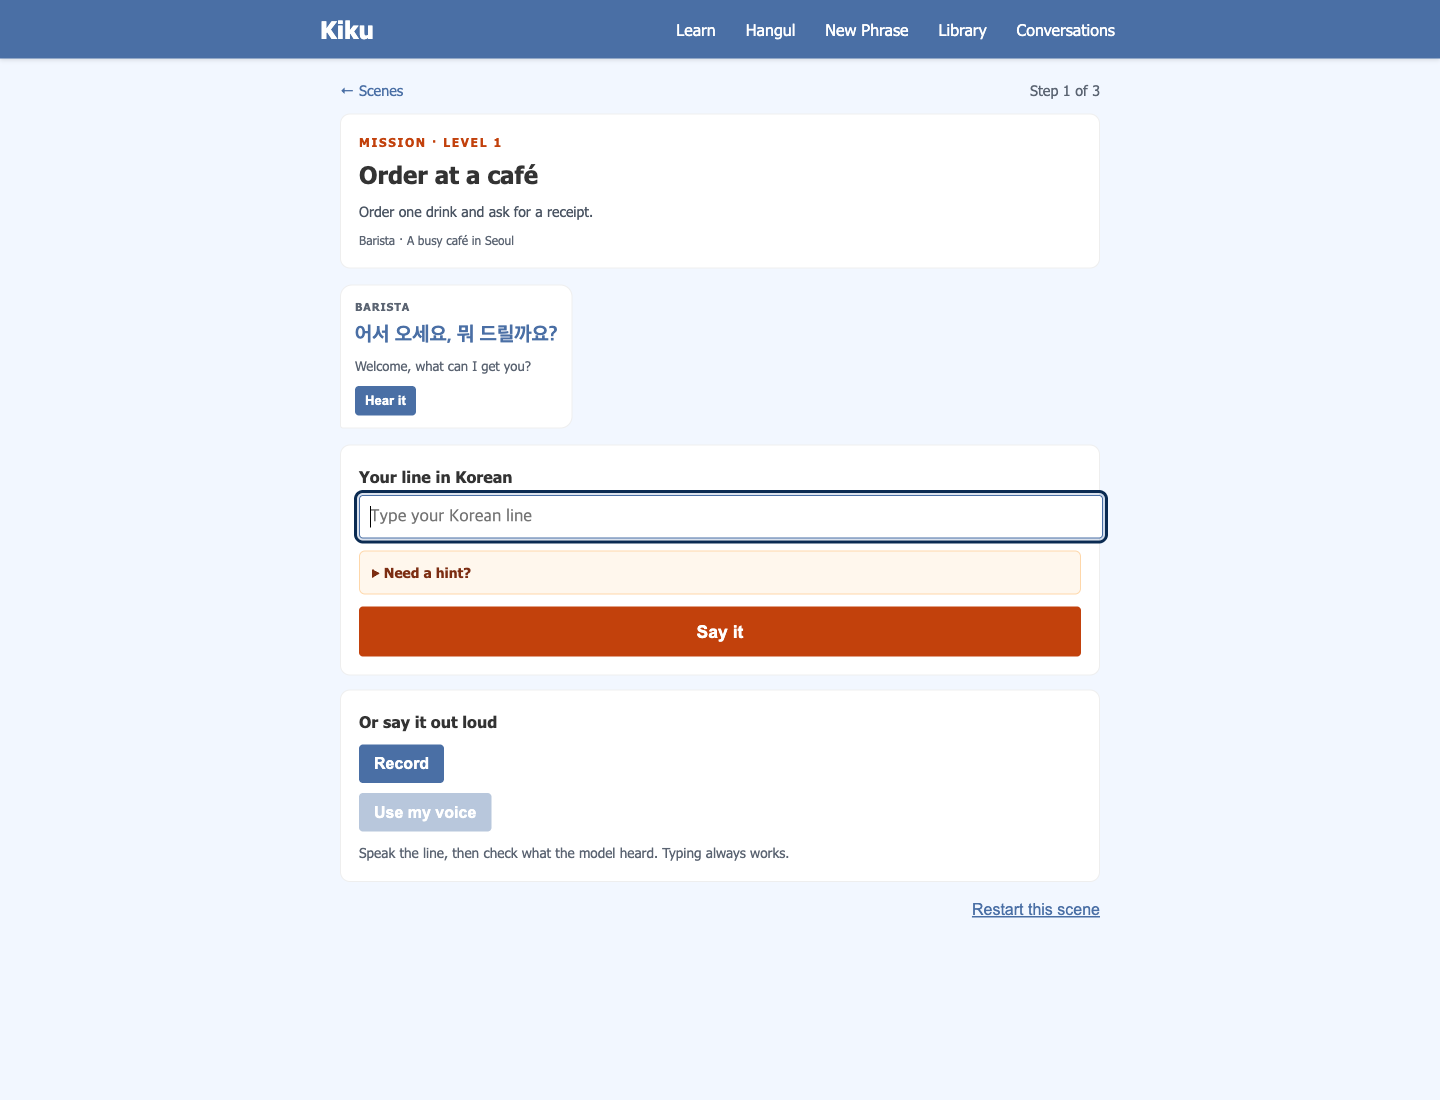 Kiku
Learn Hangul New Phrase Library Conversations
← Scenes
Step 1 of 3
MISSION · LEVEL 1
Order at a café
Order one drink and ask for a receipt.
Barista · A busy café in Seoul
BARISTA
어서 오세요, 뭐 드릴까요?
Welcome, what can I get you?
Hear it
Your line in Korean
Type your Korean line
Need a hint?
Say it
Or say it out loud
Record
Use my voice
Speak the line, then check what the model heard. Typing always works.
Restart this scene